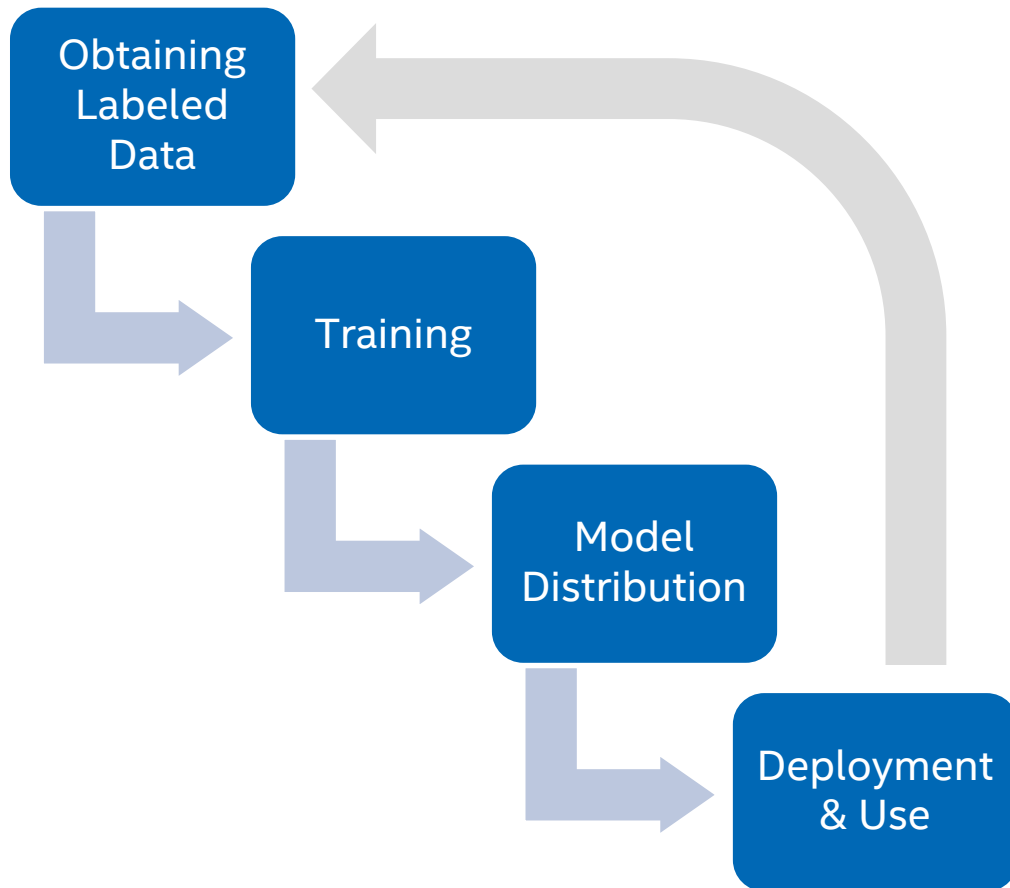 Obtaining
Labeled
Data
Training
Model
Distribution
Deployment
& Use